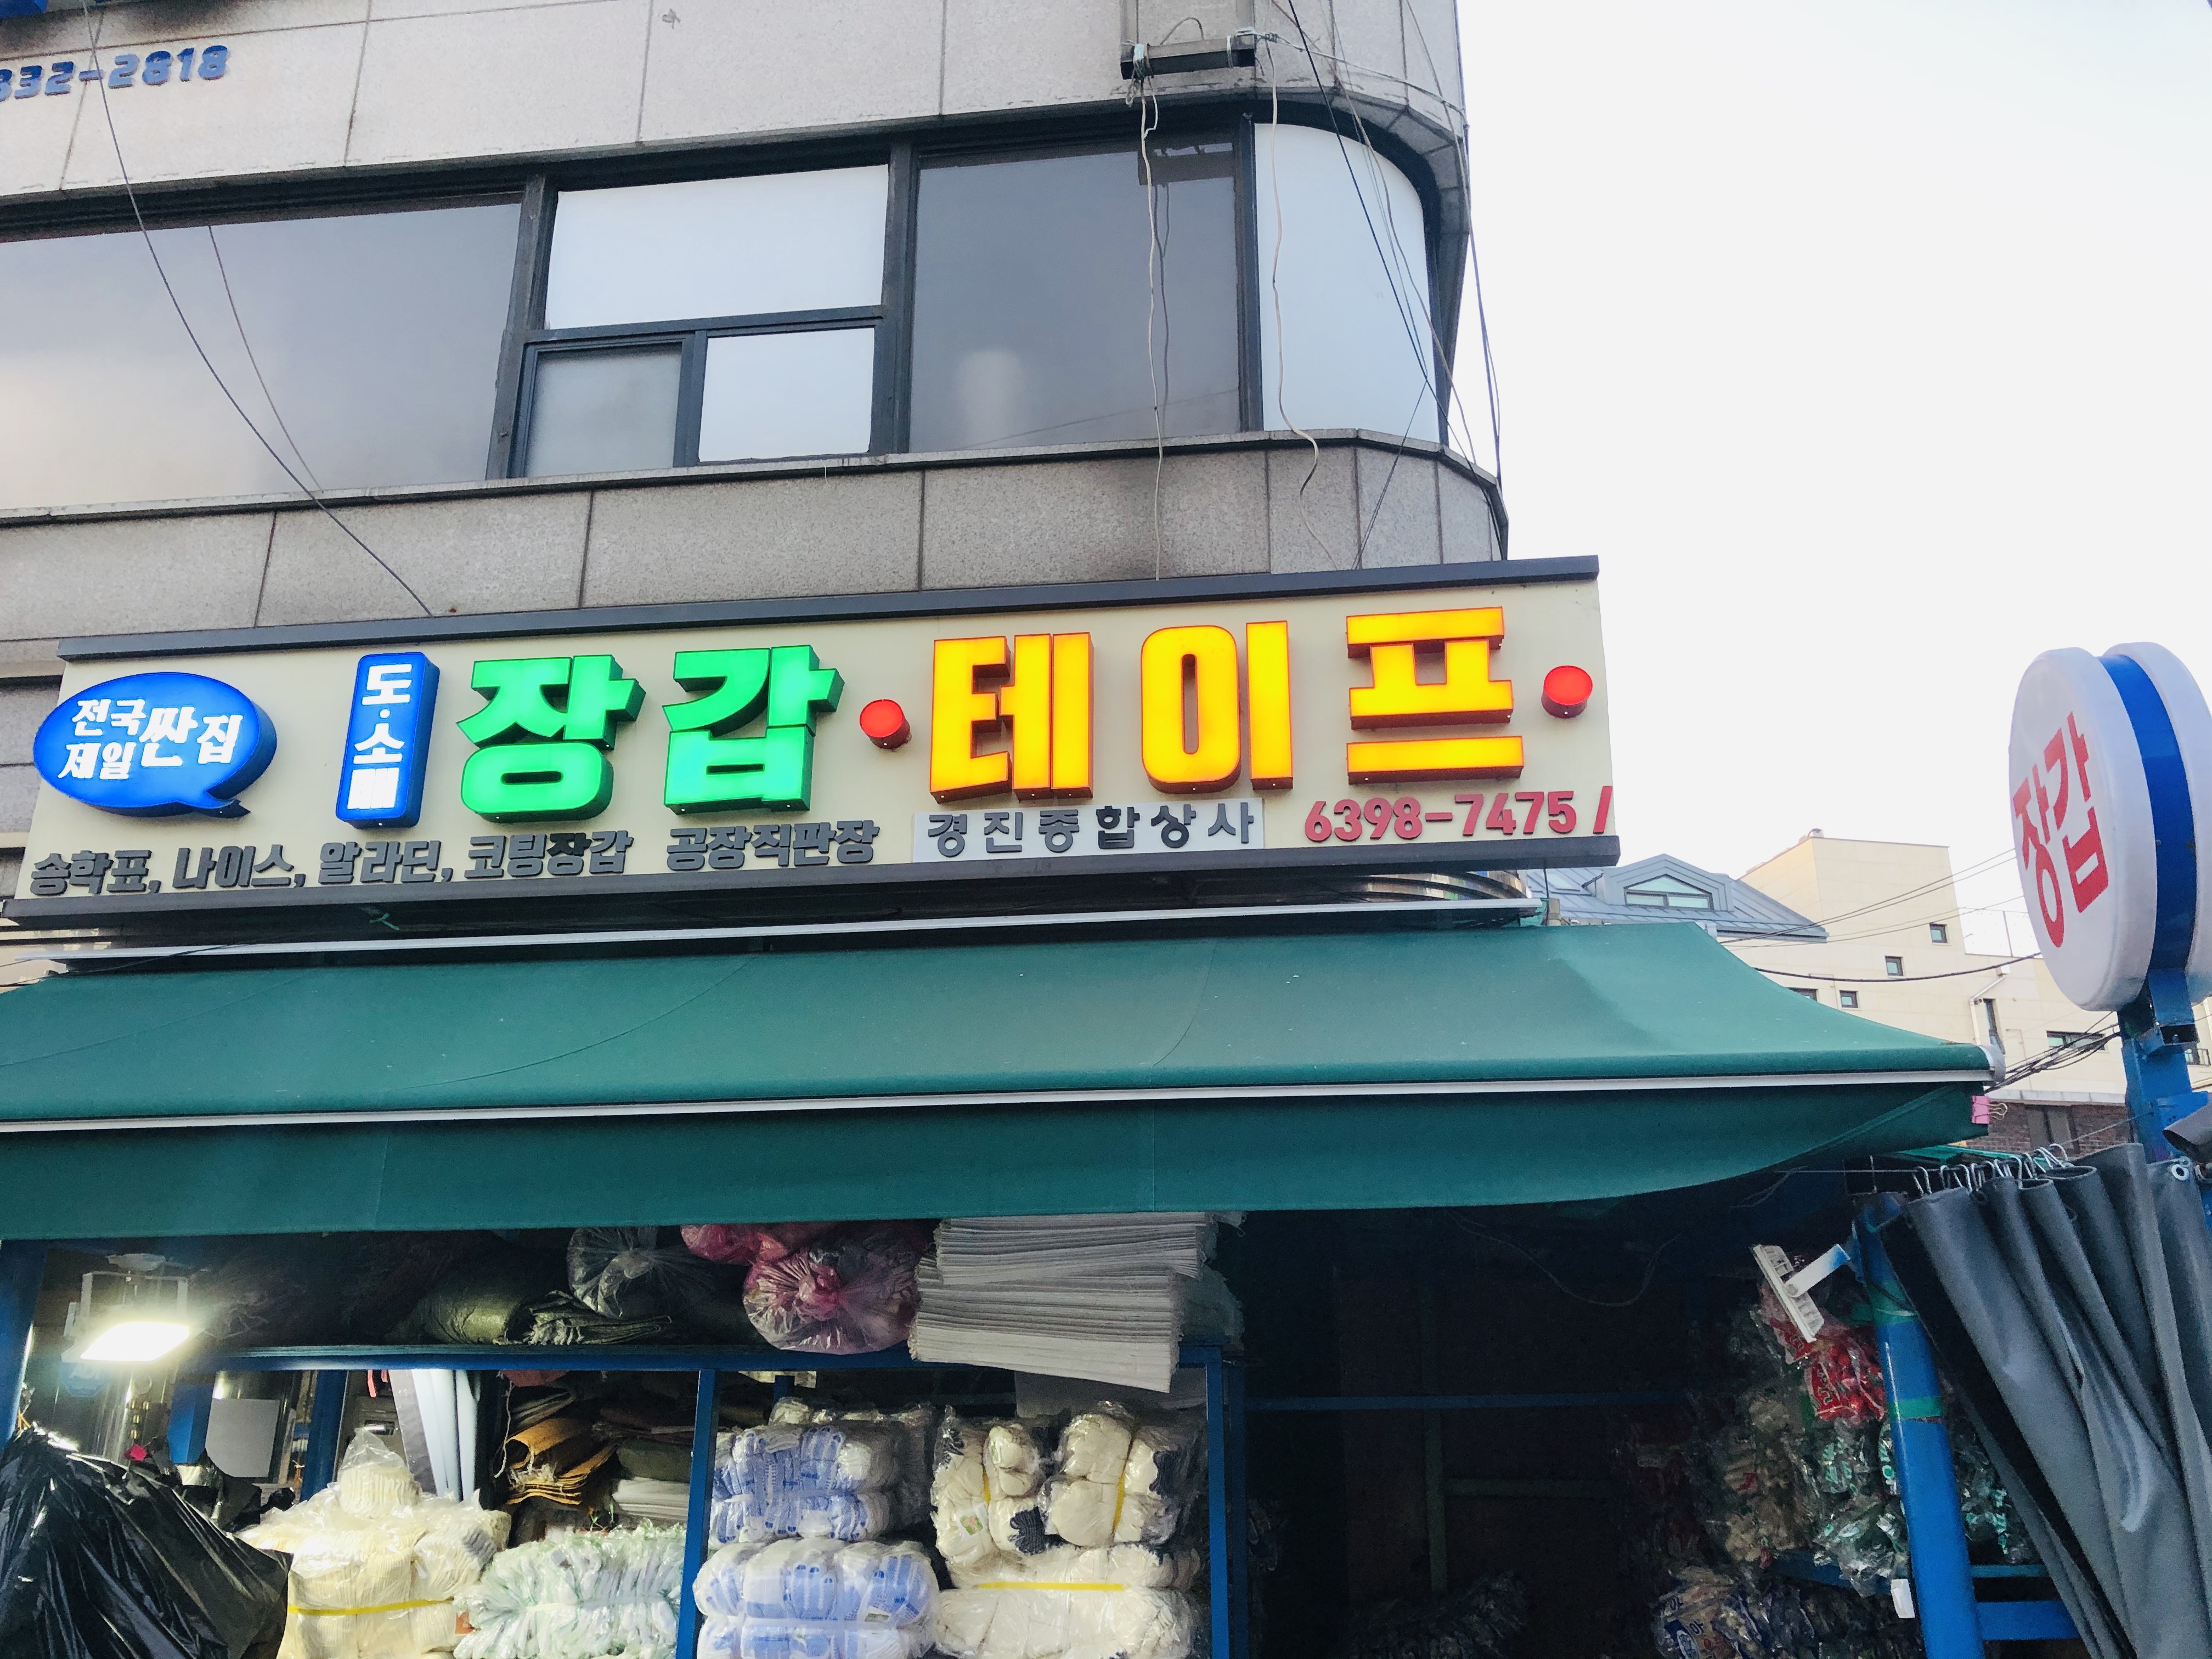 332-2818
전국
제일 싼집
도·소매
장갑·테이프·
송학표, 나이스, 알라딘, 코팅장갑 공장직판장
경진종합상사
6398-7475 /
장갑